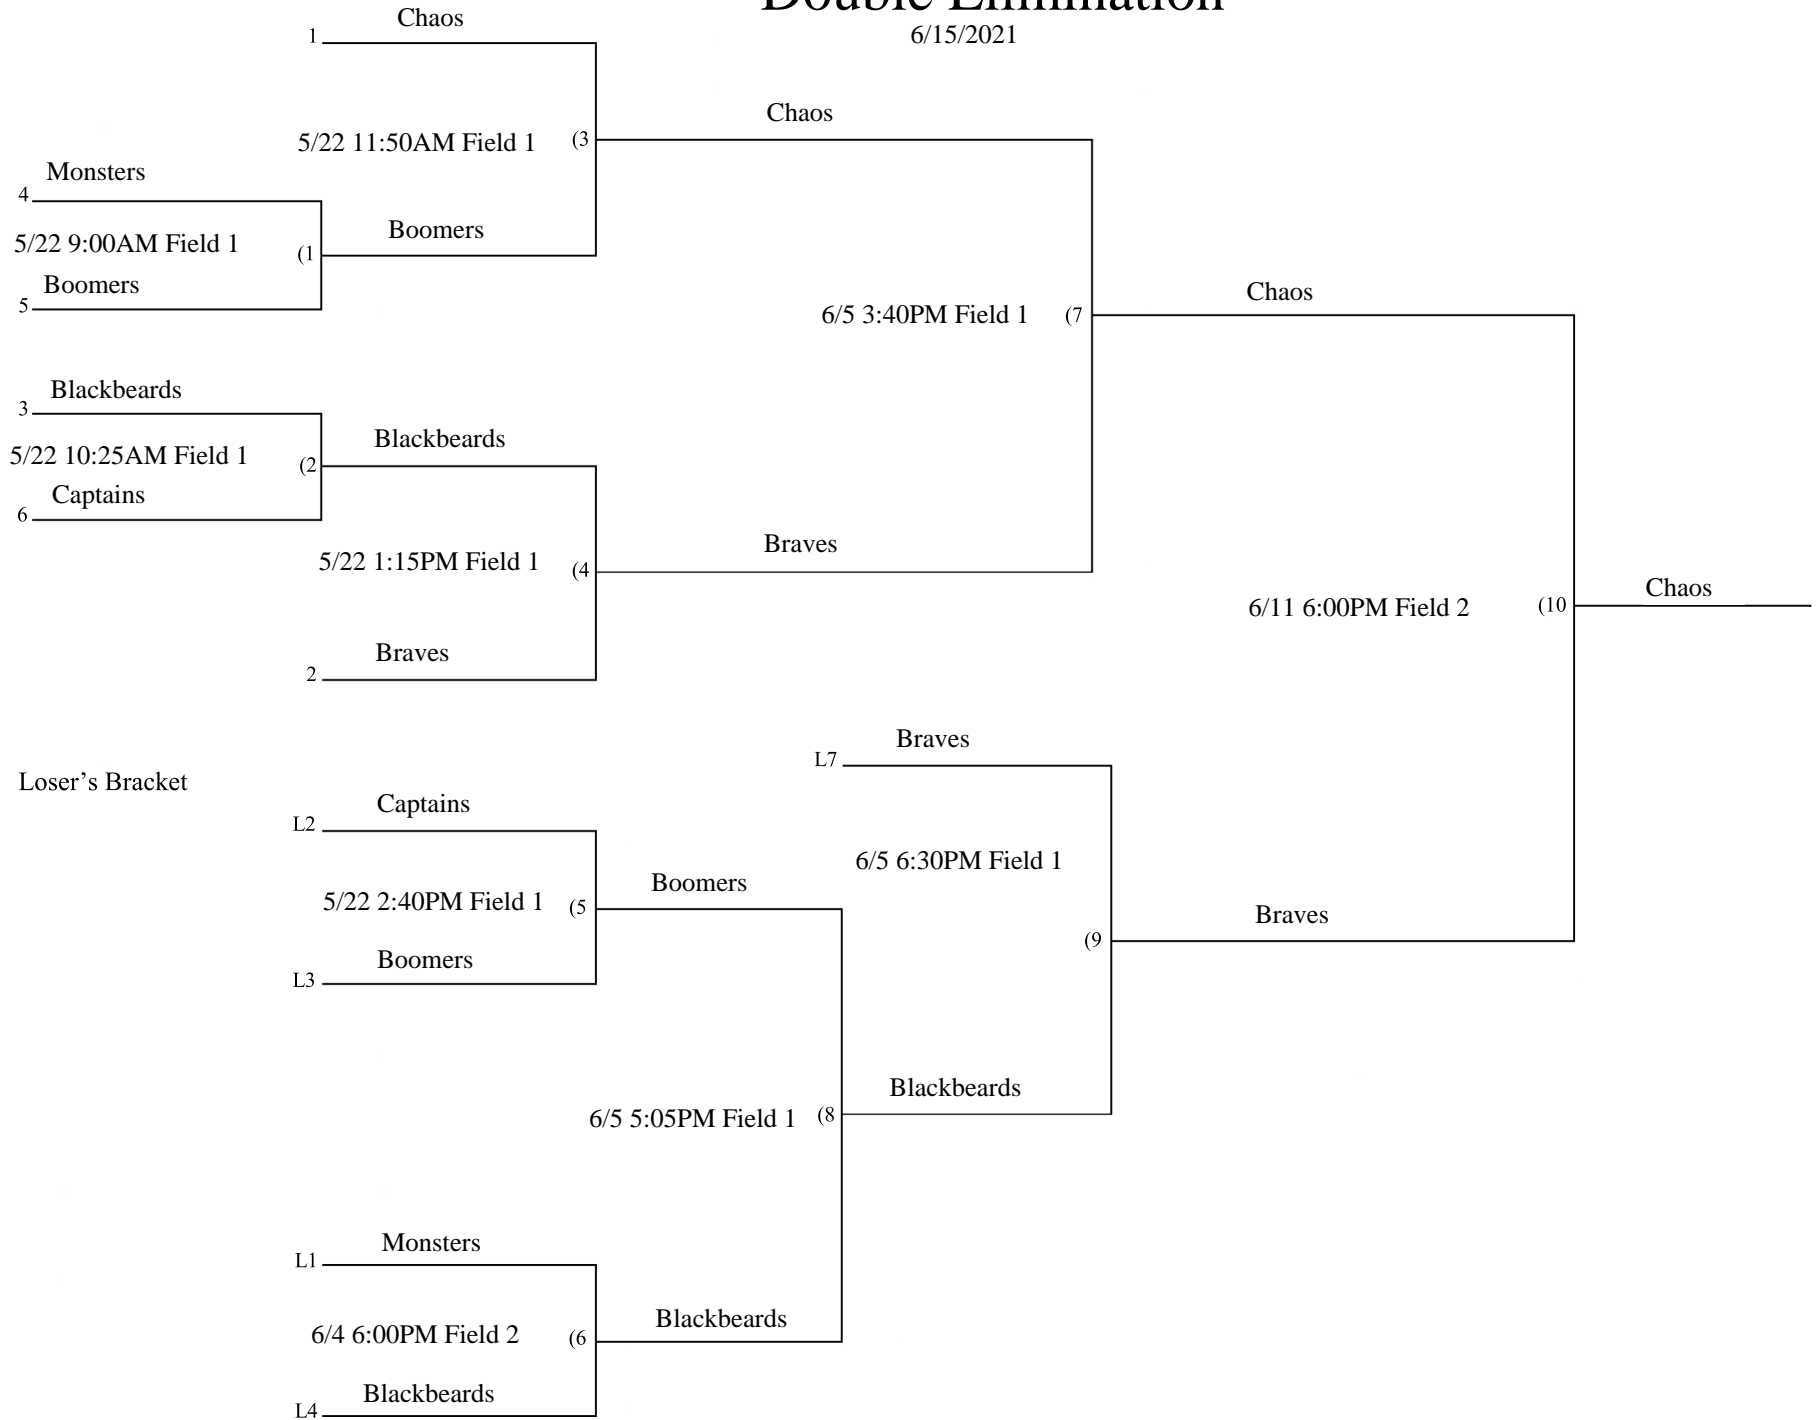 Double Elimination
6/15/2021
Chaos
1
5/22 11:50AM Field 1 (3
Chaos
Monsters
4
5/22 9:00AM Field 1 (1
Boomers
Boomers
5
6/5 3:40PM Field 1 (7
Chaos
Blackbeards
3
5/22 10:25AM Field 1 (2
Blackbeards
Captains
6
5/22 1:15PM Field 1 (4
Braves
Braves
2
6/11 6:00PM Field 2 (10
Chaos
Loser’s Bracket
L7
Braves
Captains
L2
5/22 2:40PM Field 1 (5
Boomers
Boomers
L3
6/5 6:30PM Field 1
(9
Braves
6/5 5:05PM Field 1 (8
Blackbeards
Monsters
L1
6/4 6:00PM Field 2 (6
Blackbeards
Blackbeards
L4